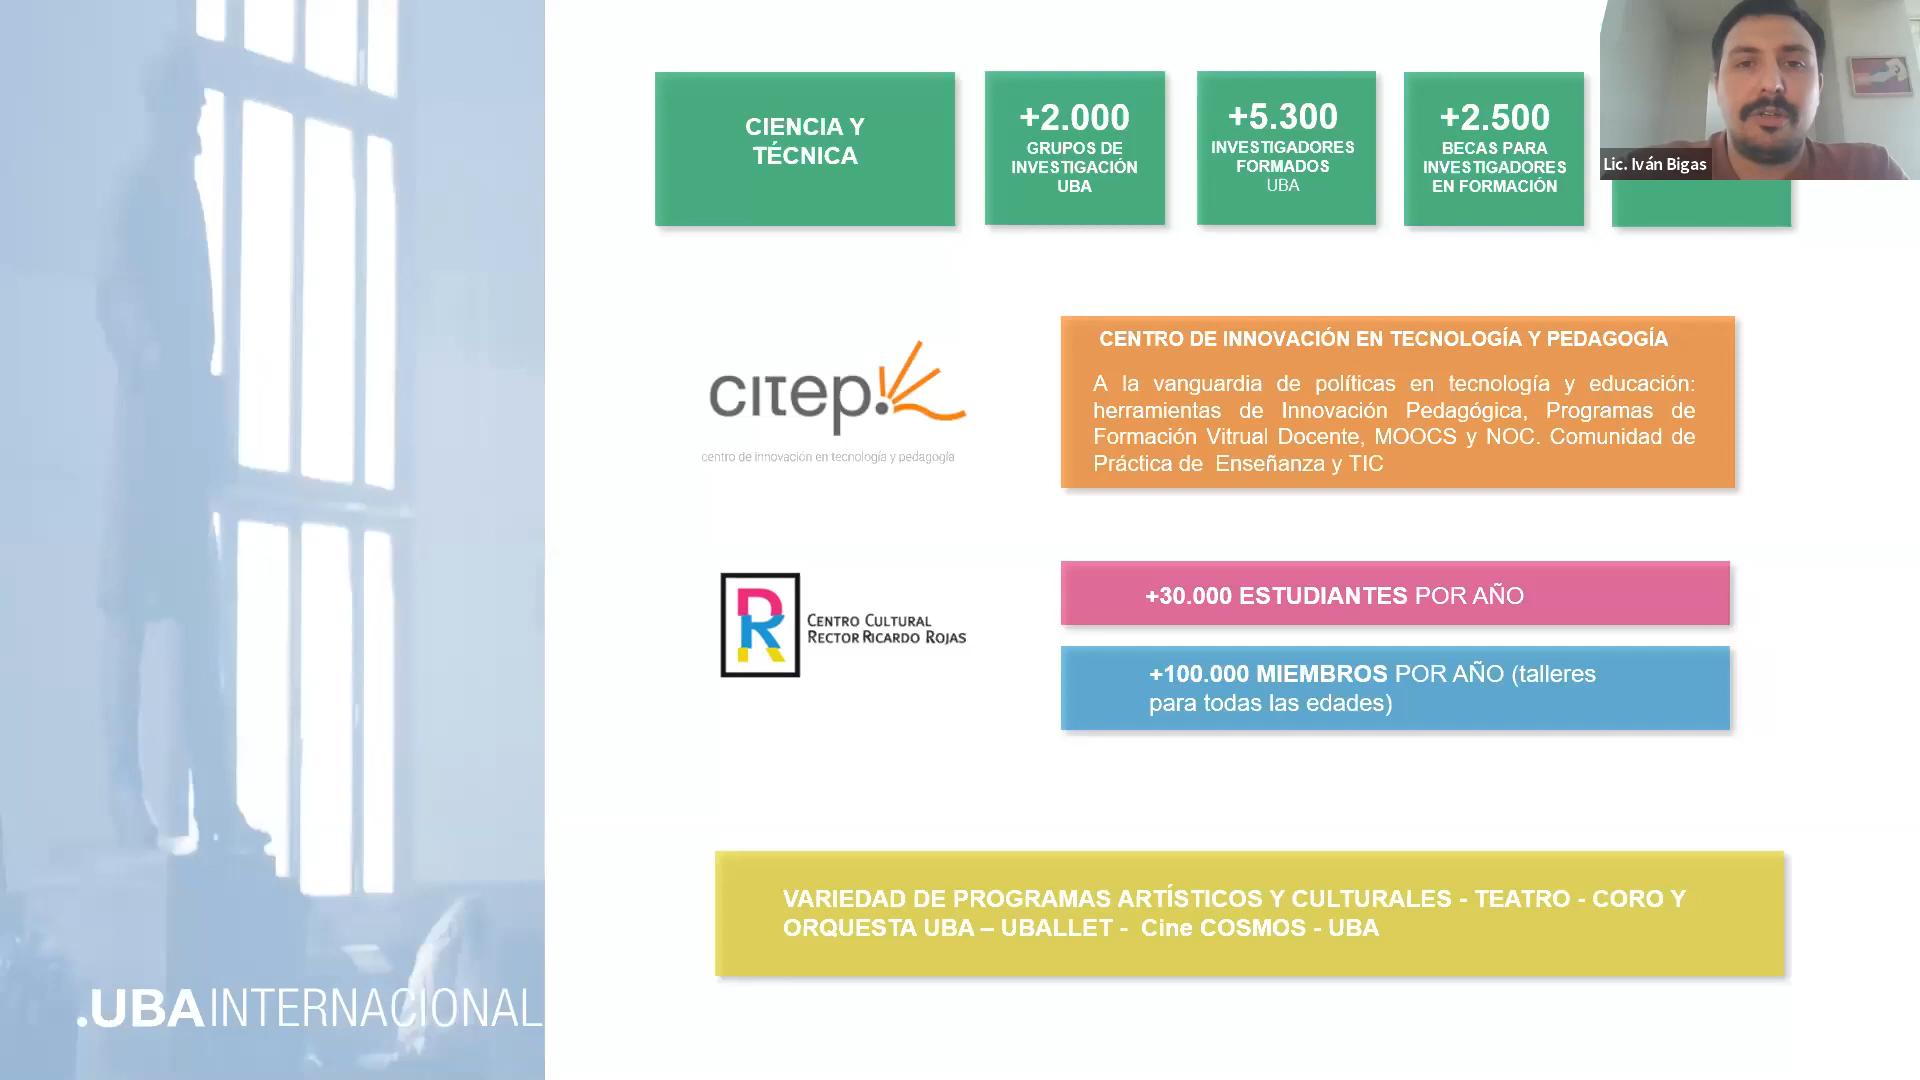 CIENCIA Y
TÉCNICA
+2.000
GRUPOS DE
INVESTIGACIÓN
UBA
+5.300
INVESTIGADORES
FORMADOS
UBA
+2.500
BECAS PARA
INVESTIGADORES
EN FORMACIÓN
Lic. Iván Bigas
citep.
centro de innovación en tecnología y pedagogía
CENTRO DE INNOVACIÓN EN TECNOLOGÍA Y PEDAGOGÍA
A la vanguardia de políticas en tecnología y educación:
herramientas de Innovación Pedagógica, Programas de
Formación Vitrual Docente, MOOCS y NOC. Comunidad de
Práctica de Enseñanza y TIC
R
CENTRO CULTURAL
RECTOR RICARDO ROJAS
+30.000 ESTUDIANTES POR AÑO
+100.000 MIEMBROS POR AÑO (talleres
para todas las edades)
VARIEDAD DE PROGRAMAS ARTÍSTICOS Y CULTURALES - TEATRO - CORO Y
ORQUESTA UBA – UBALLET - Cine COSMOS - UBA
.UBAINTERNACIONAL